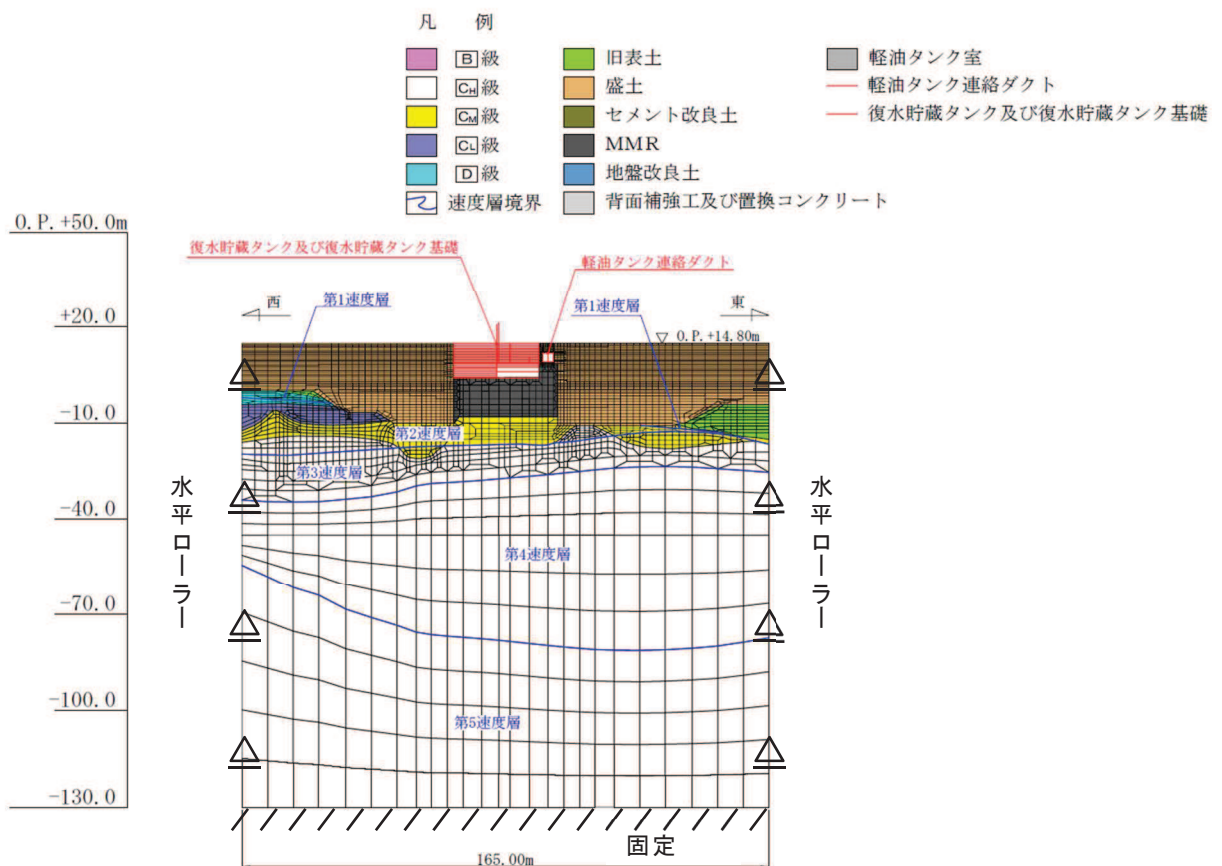 凡 例
B級
CH級
CM級
CL級
D級
速度層境界
旧表土
盛土
セメント改良土
MMR
地盤改良土
背面補強工及び置換コンクリート
軽油タンク室
軽油タンク連絡ダクト
復水貯蔵タンク及び復水貯蔵タンク基礎
O.P.+50.0m
+20.0
-10.0
-40.0
-70.0
-100.0
-130.0
復水貯蔵タンク及び復水貯蔵タンク基礎
軽油タンク連絡ダクト
西
第1速度層
第1速度層
東
O.P.+14.80m
第2速度層
第3速度層
第4速度層
第5速度層
水平ローラー
水平ローラー
固定
165.00m